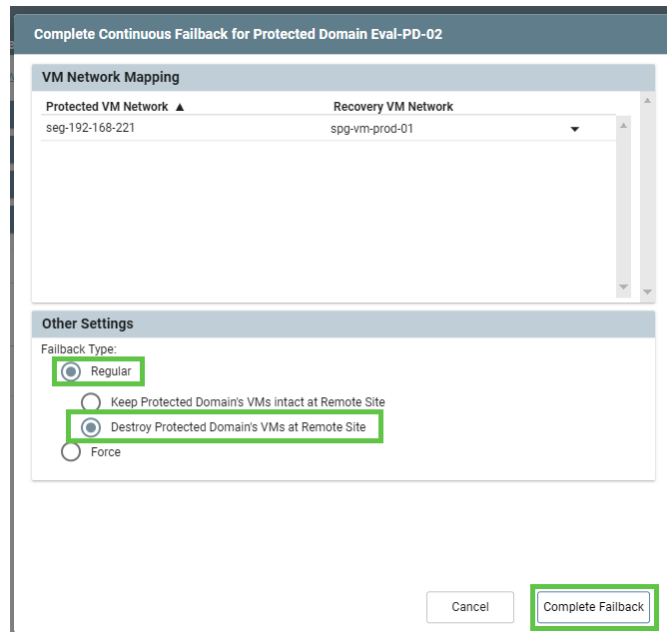 Complete Continuous Failback for Protected Domain Eval-PD-02
VM Network Mapping
Protected VM Network ▲ Recovery VM Network
seg-192-168-221 spg-vm-prod-01
Other Settings
Failback Type:
Regular
Keep Protected Domain's VMs intact at Remote Site
Destroy Protected Domain's VMs at Remote Site
Force
Cancel Complete Failback